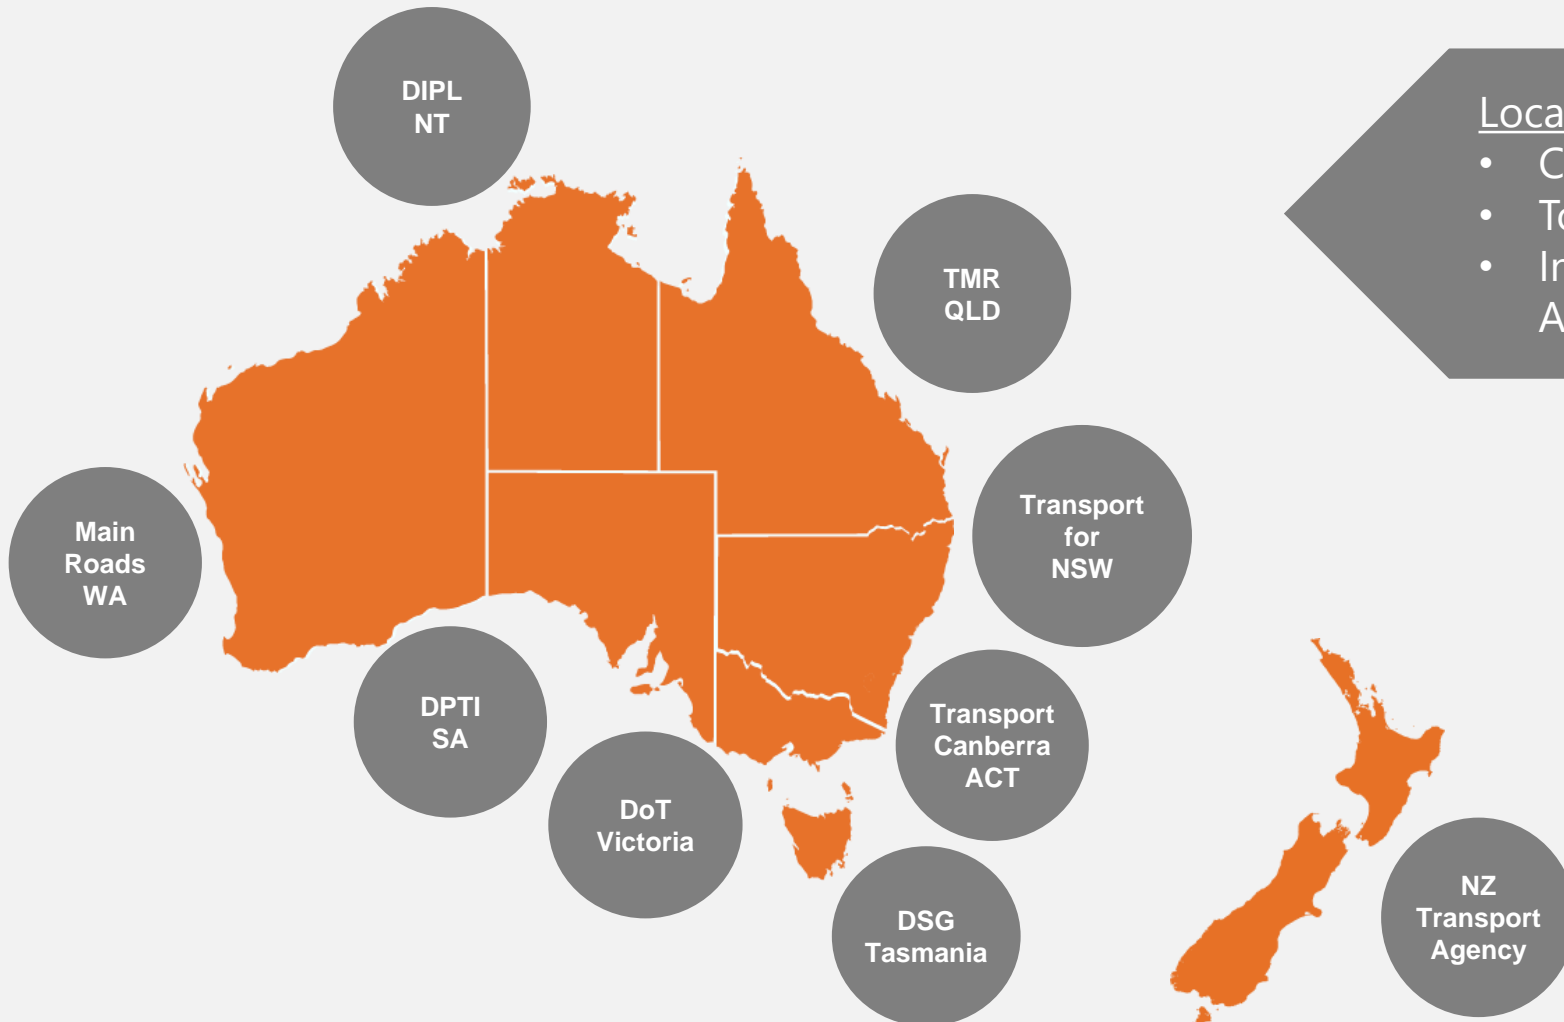 DIPL
NT
TMR
QLD
Main
Roads
WA
Transport
for
NSW
DPTI
SA
Transport
Canberra
ACT
DoT
Victoria
DSG
Tasmania
NZ
Transport
Agency